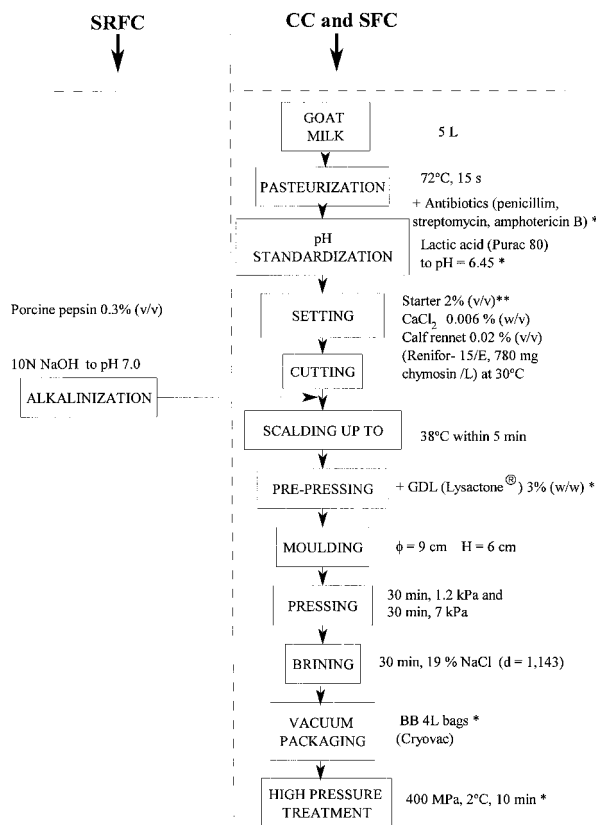 SRFC
CC and SFC
GOAT
MILK
5 L
PASTEURIZATION
72ºC, 15 s
+ Antibiotics (penicillim,
streptomycin, amphotericin B) *
pH
STANDARDIZATION
Lactic acid (Purac 80)
to pH = 6.45 *
Porcine pepsin 0.3% (v/v)
SETTING
Starter 2% (v/v)**
CaCl2 0.006 % (w/v)
Calf rennet 0.02 % (v/v)
(Renifor- 15/E, 780 mg
chymosin /L) at 30ºC
10N NaOH to pH 7.0
ALKALINIZATION
CUTTING
SCALDING UP TO
38ºC within 5 min
PRE-PRESSING
+ GDL (Lysactone®) 3% (w/w) *
MOULDING
ϕ = 9 cm H = 6 cm
PRESSING
30 min, 1.2 kPa and
30 min, 7 kPa
BRINING
30 min, 19 % NaCl (d = 1,143)
VACUUM
PACKAGING
BB 4L bags *
(Cryovac)
HIGH PRESSURE
TREATMENT
400 MPa, 2ºC, 10 min *